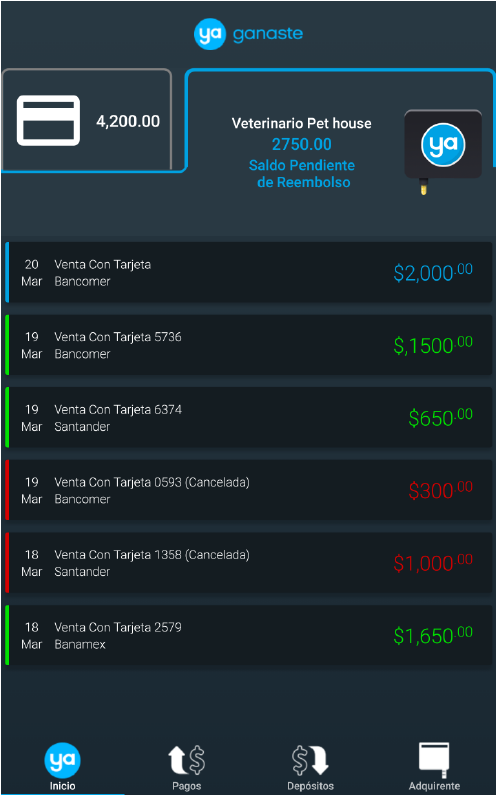 ya ganaste
4,200.00
Veterinario Pet house
2750.00
Saldo Pendiente
de Reembolso
ya
20
Mar
Venta Con Tarjeta
Bancomer
$2,000.00
19
Mar
Venta Con Tarjeta 5736
Bancomer
$,1500.00
19
Mar
Venta Con Tarjeta 6374
Santander
$650.00
19
Mar
Venta Con Tarjeta 0593 (Cancelada)
Bancomer
$300.00
18
Mar
Venta Con Tarjeta 1358 (Cancelada)
Santander
$1,000.00
18
Mar
Venta Con Tarjeta 2579
Banamex
$1,650.00
ya
Inicio
$
Pagos
$
Depósitos
Adquirente